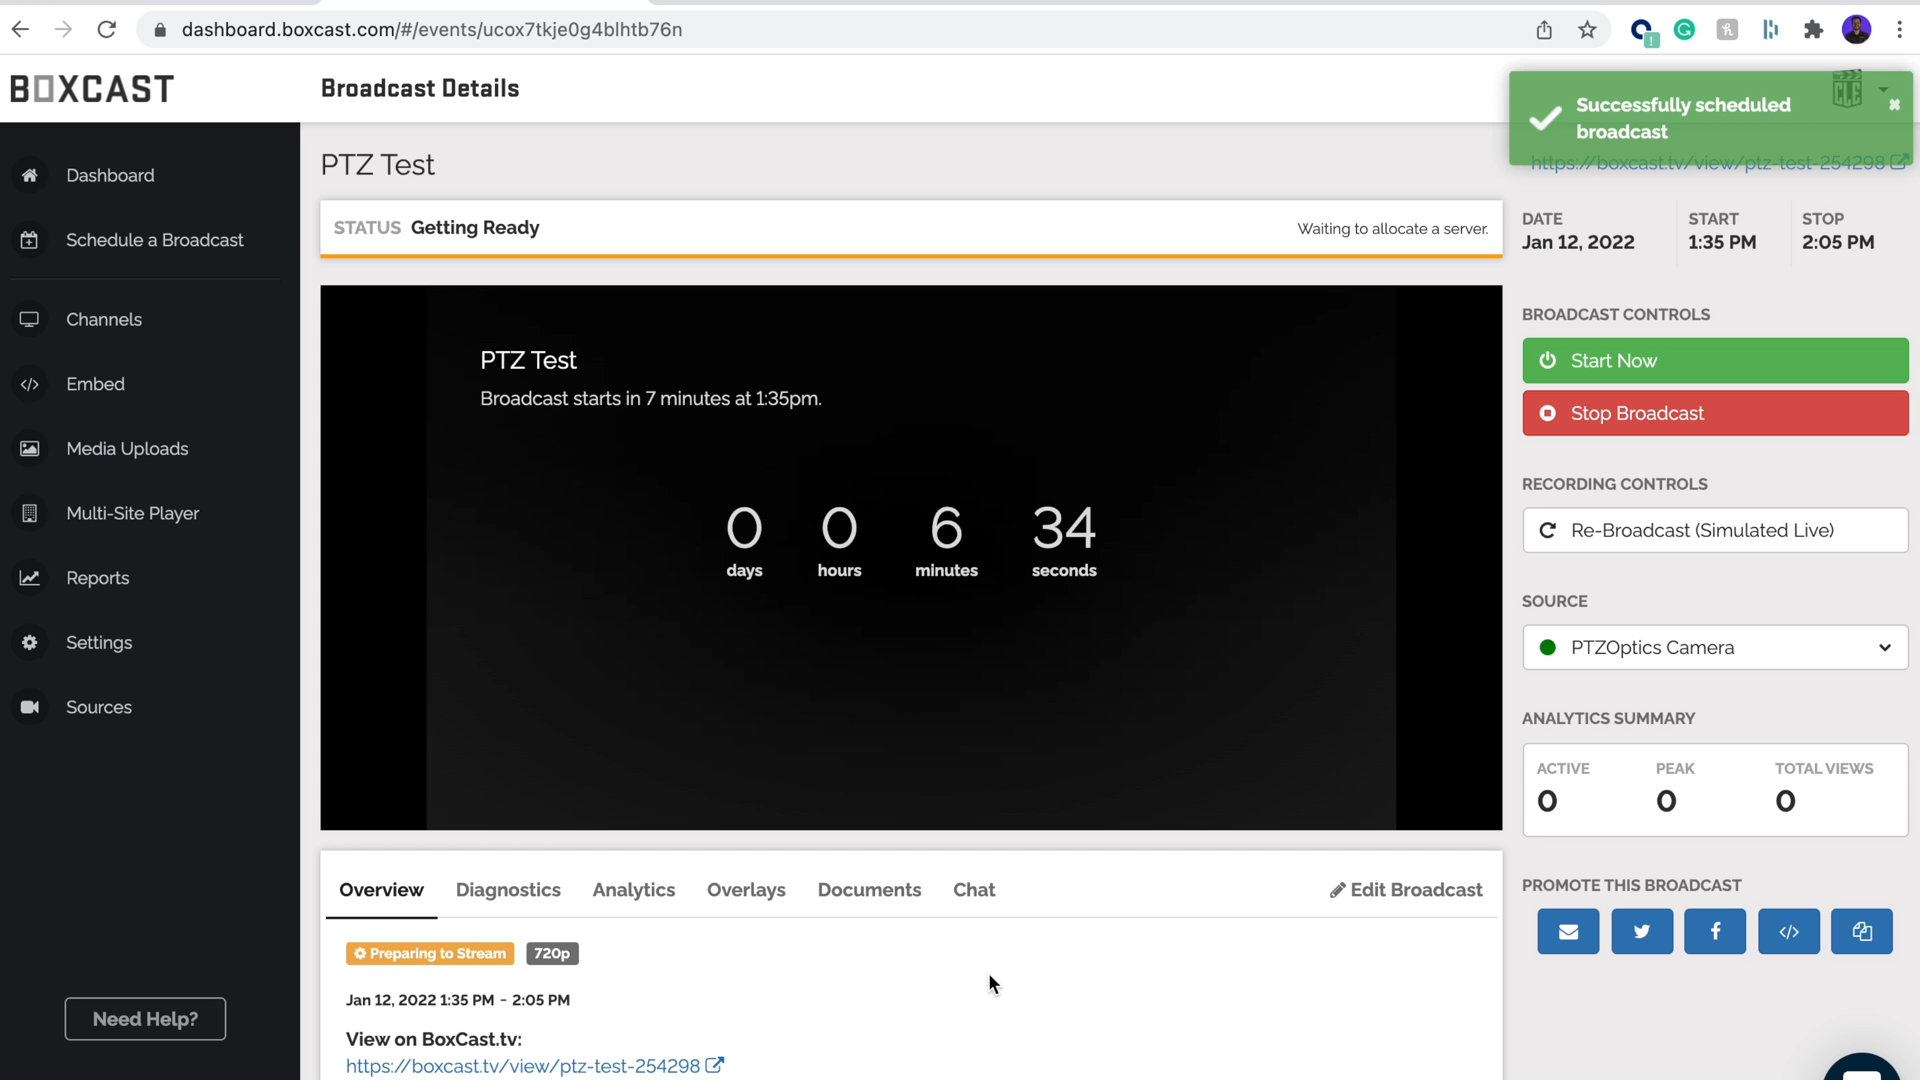 dashboard.boxcast.com/#/events/ucox7tkje0g4blhtb76n
BOXCAST
Broadcast Details
CLE
Successfully scheduled
broadcast
https://boxcast.tv/view/ptz-test-254298
Dashboard
Schedule a Broadcast
Channels
Embed
Media Uploads
Multi-Site Player
Reports
Settings
Sources
Need Help?
PTZ Test
STATUS Getting Ready
Waiting to allocate a server.
PTZ Test
Broadcast starts in 7 minutes at 1:35pm.
0 0 6 34
days hours minutes seconds
Overview Diagnostics Analytics Overlays Documents Chat Edit Broadcast
Preparing to Stream 720p
Jan 12, 2022 1:35 PM - 2:05 PM
View on BoxCast.tv:
https://boxcast.tv/view/ptz-test-254298
DATE START STOP
Jan 12, 2022 1:35 PM 2:05 PM
BROADCAST CONTROLS
Start Now
Stop Broadcast
RECORDING CONTROLS
Re-Broadcast (Simulated Live)
SOURCE
PTZOptics Camera
ANALYTICS SUMMARY
ACTIVE PEAK TOTAL VIEWS
0 0 0
PROMOTE THIS BROADCAST